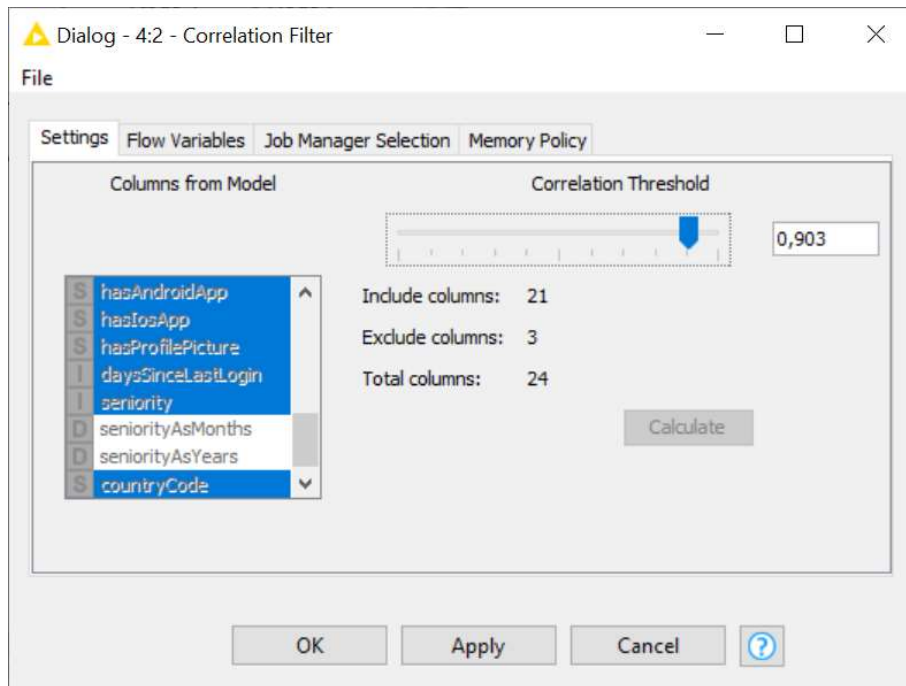 Dialog - 4:2 - Correlation Filter
File
Settings Flow Variables Job Manager Selection Memory Policy
Columns from Model Correlation Threshold
0,903
S hasAndroidApp
S hasIosApp
S hasProfilePicture
I daysSinceLastLogin
I seniority
D seniorityAsMonths
D seniorityAsYears
S countryCode
Include columns: 21
Exclude columns: 3
Total columns: 24
Calculate
OK Apply Cancel ?